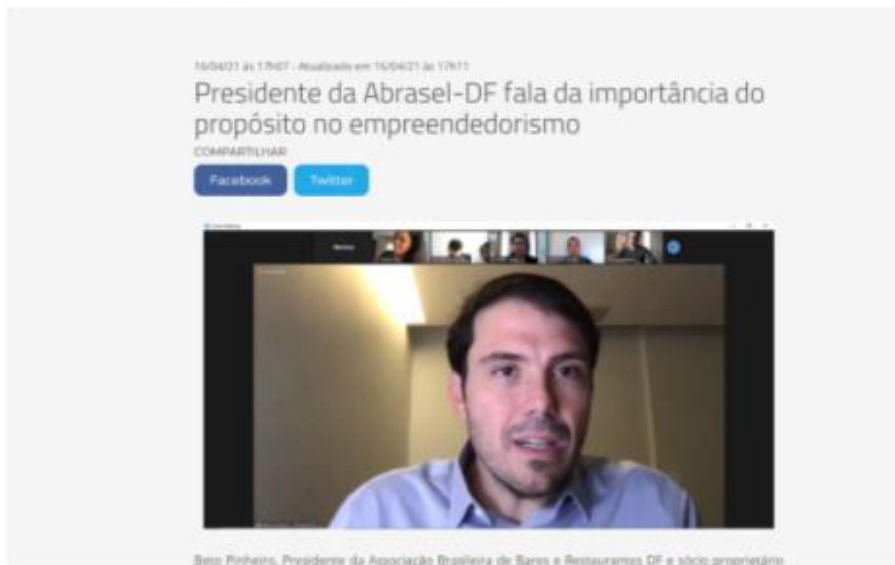 16/04/21 às 17h07 - Atualizado em 16/04/21 às 17h11
Presidente da Abrasel-DF fala da importância do
propósito no empreendedorismo
COMPARTILHAR
Facebook
Twitter
Beto Pinheiro, Presidente da Associação Brasileira de Bares e Restaurantes DF e sócio proprietário